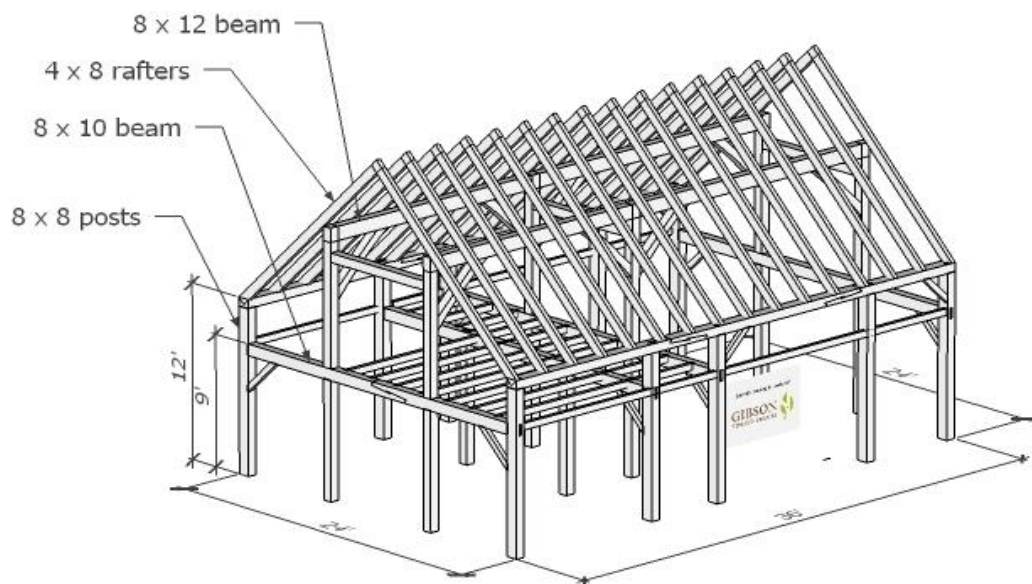 8 x 12 beam
4 x 8 rafters
8 x 10 beam
8 x 8 posts
12'
9'
24'
24'
36'
GIBSON